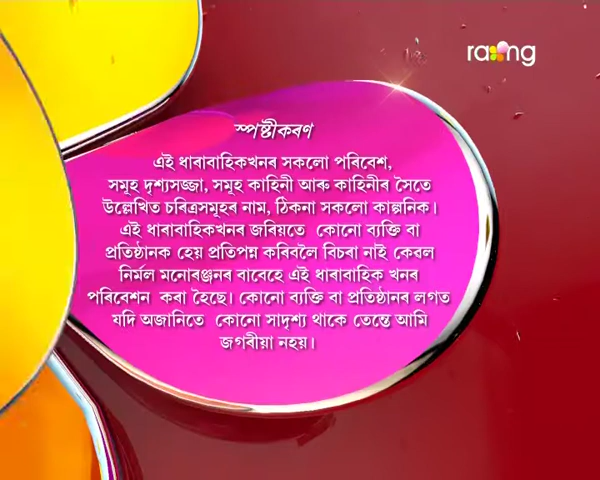 rang
স্পষ্টীকৰণ
এই ধাৰাবাহিকখনৰ সকলো পৰিবেশ,
সমূহ দৃশ্যসজ্জা, সমূহ কাহিনী আৰু কাহিনীৰ সৈতে
উল্লেখিত চৰিত্ৰসমূহৰ নাম, ঠিকনা সকলো কাল্পনিক।
এই ধাৰাবাহিকখনৰ জৰিয়তে কোনো ব্যক্তি বা
প্ৰতিষ্ঠানক হেয় প্ৰতিপন্ন কৰিবলৈ বিচৰা নাই কেৱল
নিৰ্মল মনোৰঞ্জনৰ বাবেহে এই ধাৰাবাহিক খনৰ
পৰিবেশন কৰা হৈছে। কোনো ব্যক্তি বা প্ৰতিষ্ঠানৰ লগত
যদি অজানিতে কোনো সাদৃশ্য থাকে তেন্তে আমি
জগৰীয়া নহয়।